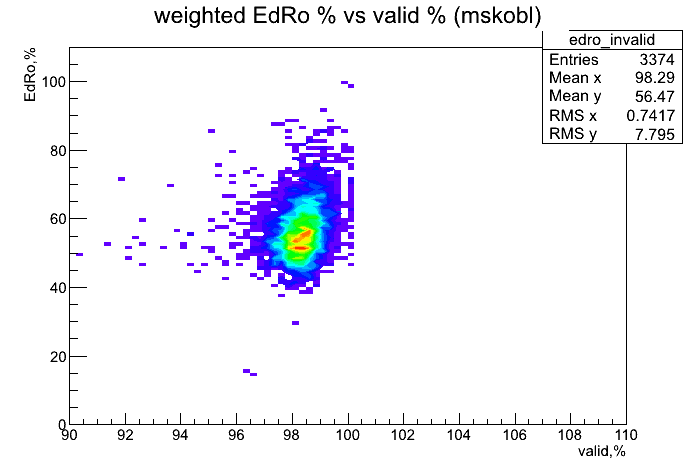 weighted EdRo % vs valid % (mskobl)
edro_invalid
Entries 3374
Mean x 98.29
Mean y 56.47
RMS x 0.7417
RMS y 7.795
EdRo,%
100
80
60
40
20
0
90 92 94 96 98 100 102 104 106 108 110
valid,%